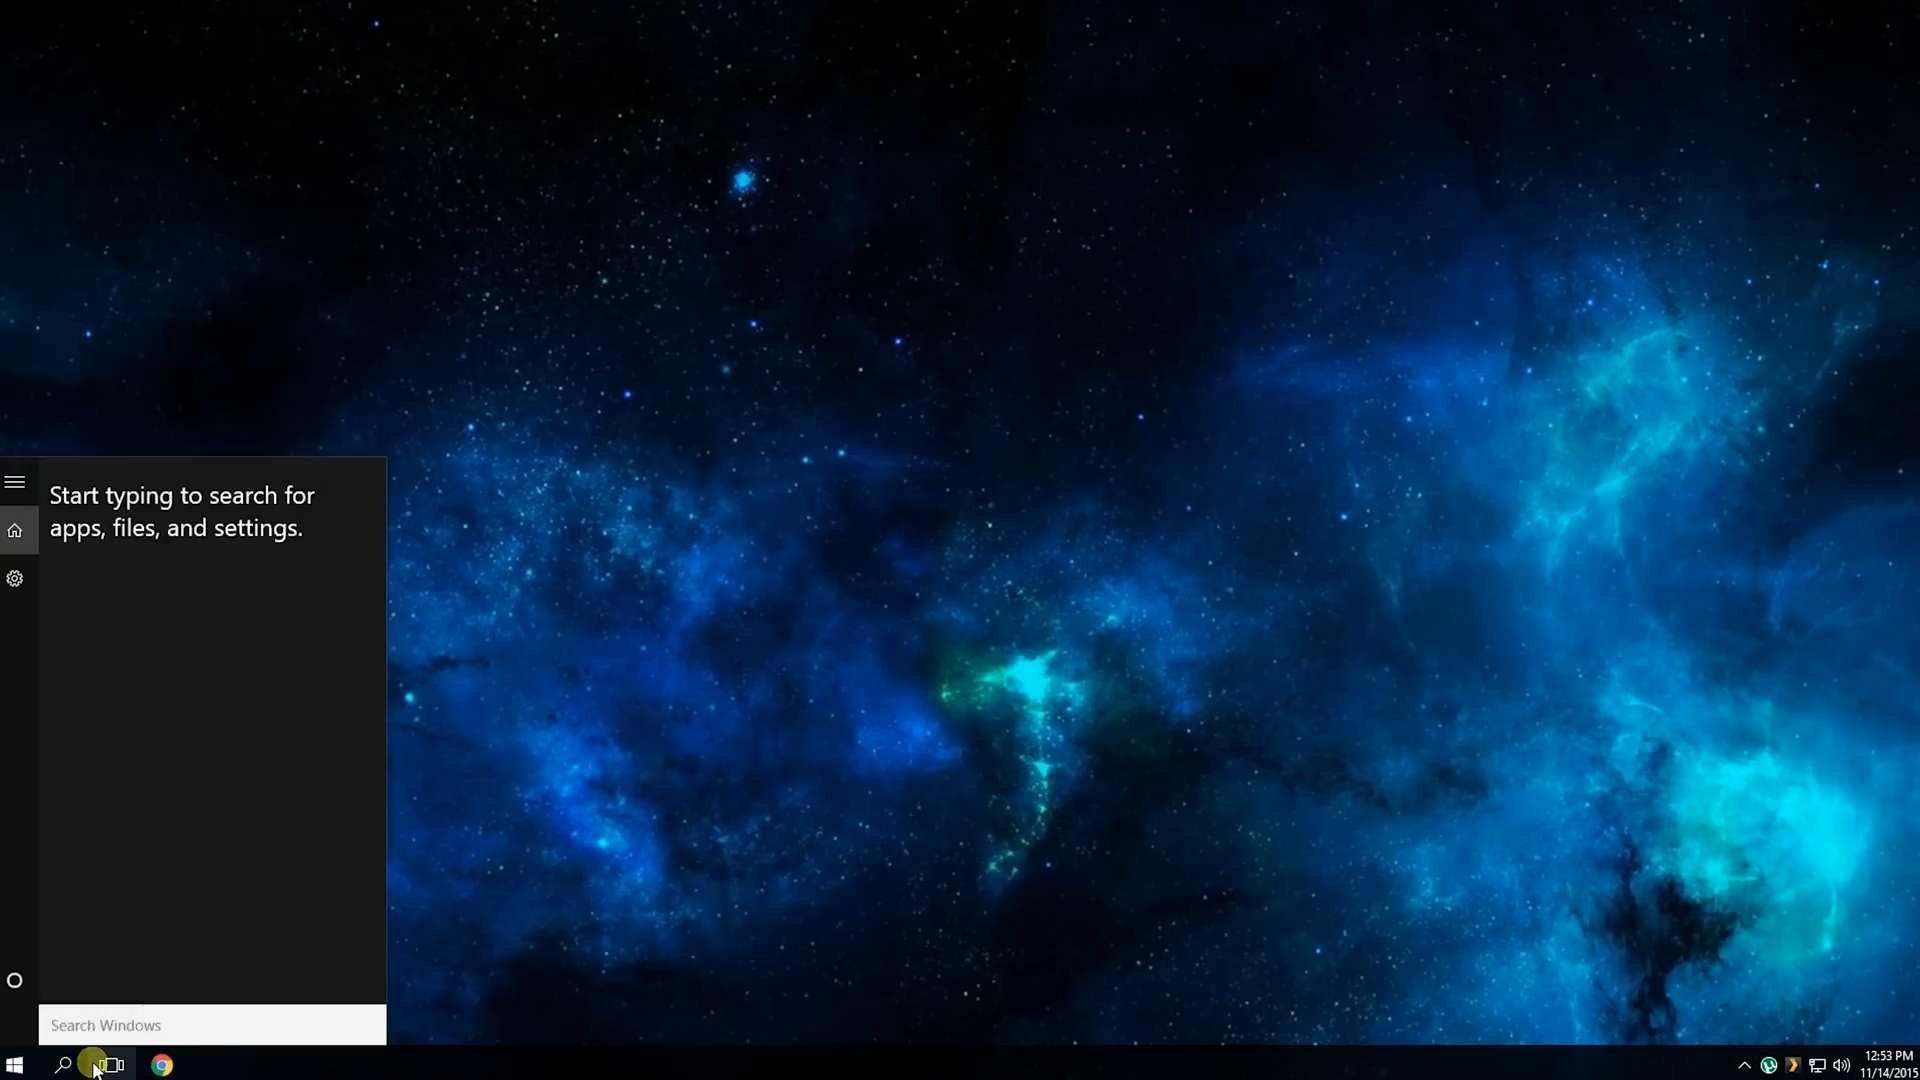 Start typing to search for
apps, files, and settings.
Search Windows
12:53 PM
11/14/2015